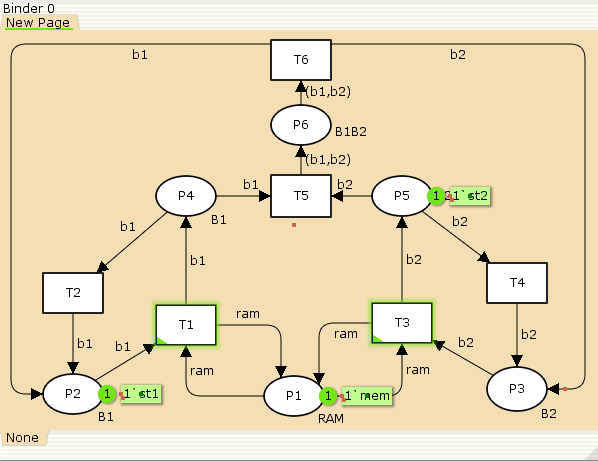 Binder 0
New Page
b1
T6
b2
(b1,b2)
P6
B1B2
(b1,b2)
P4
b1
T5
b2
P5
1
1`st2
B1
b1
b2
b1
b2
T2
T4
T1
ram
ram
T3
b1
b1
b2
b2
ram
ram
P2
1
1`st1
P1
1
1`mem
P3
B1
RAM
B2
None